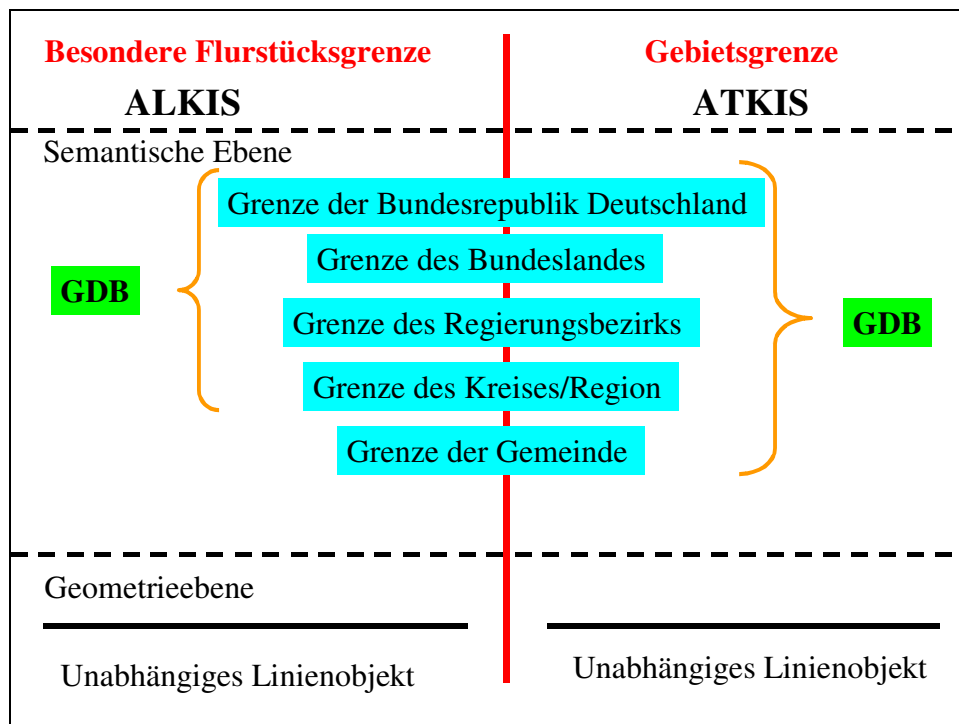 Besondere Flurstücksgrenze
ALKIS
Gebietsgrenze
ATKIS
Semantische Ebene
Grenze der Bundesrepublik Deutschland
Grenze des Bundeslandes
GDB
Grenze des Regierungsbezirks
GDB
Grenze des Kreises/Region
Grenze der Gemeinde
Geometrieebene
Unabhängiges Linienobjekt
Unabhängiges Linienobjekt